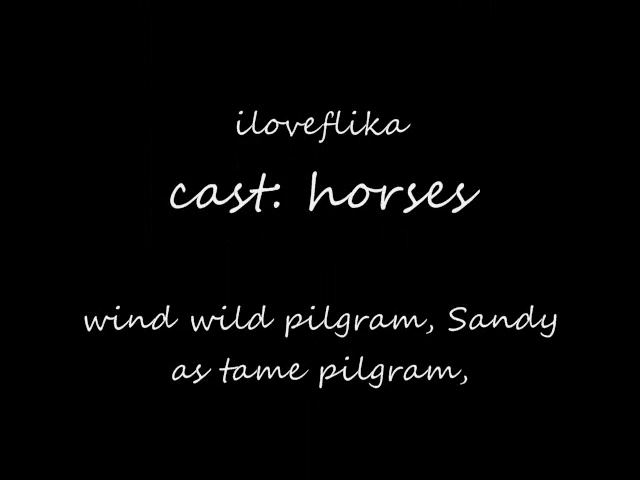 iloveflika
cast: horses
wind wild pilgram, Sandy
as tame pilgram,